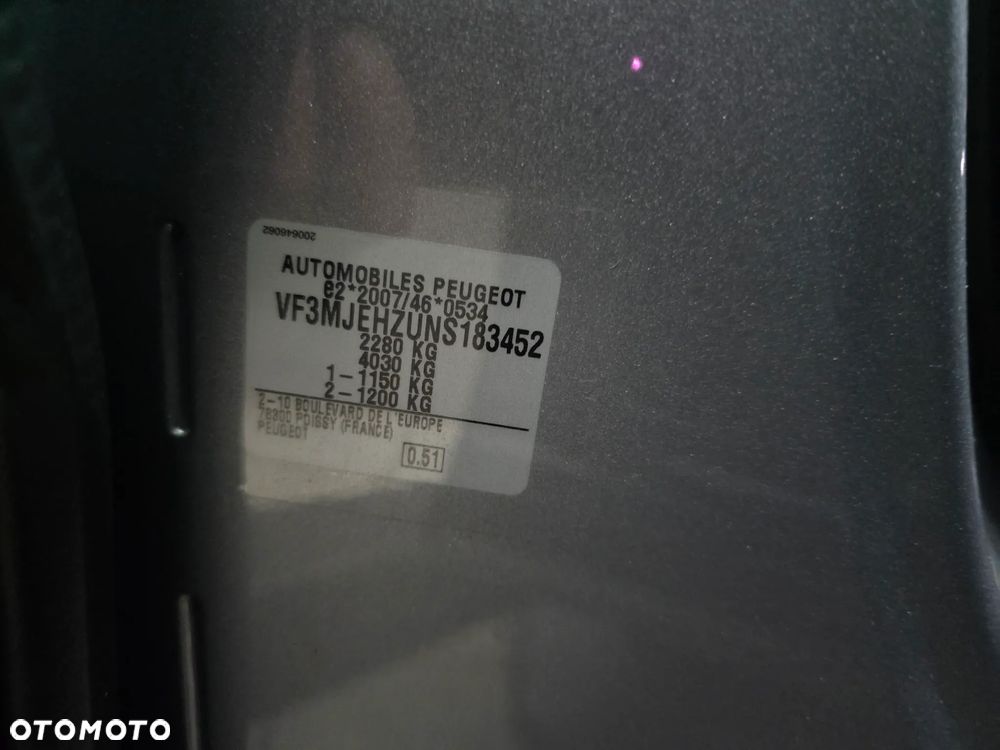 200646062
AUTOMOBILES PEUGEOT
e2*2007/46*0534
VF3MJEHZUNS183452
2280 KG
4030 KG
1-1150 KG
2-1200 KG
2-10 BOULEVARD DE L'EUROPE
78300 POISSY (FRANCE)
PEUGEOT
0.51
OTOMOTO